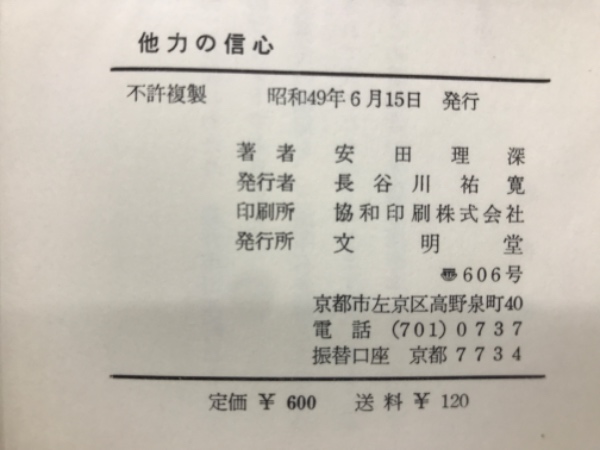 他力の信心
不許複製 昭和49年6月15日 発行
著者 安田理深
発行者 長谷川祐寛
印刷所 協和印刷株式会社
発行所 文明堂
〠606号
京都市左京区高野泉町40
電話 (701) 0737
振替口座 京都7734
定価 ¥ 600 送料 ¥ 120